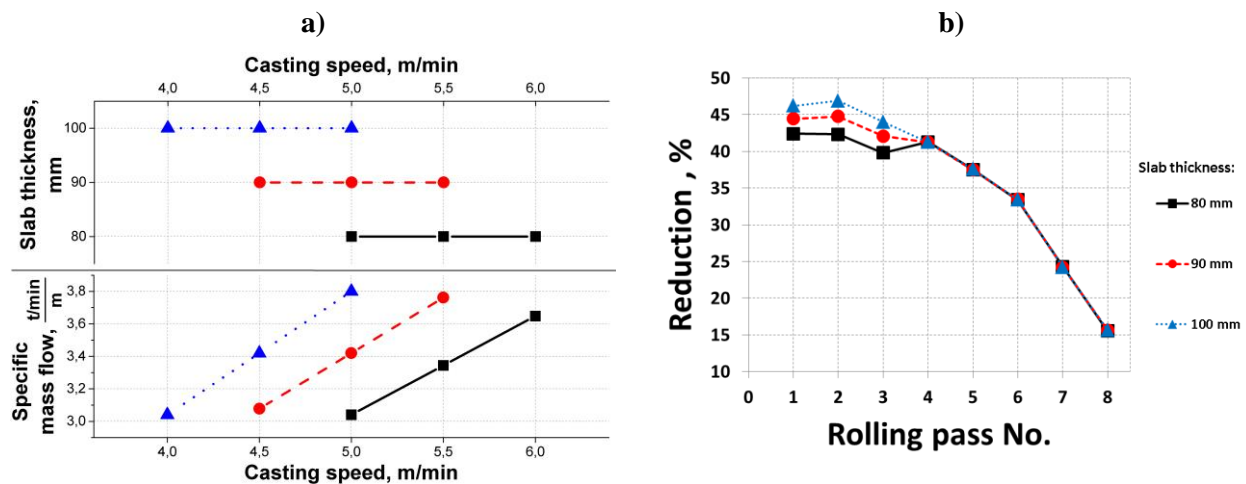 a)
Casting speed, m/min
4,0 4,5 5,0 5,5 6,0
Slab thickness,
mm
100
90
80
Specific
mass flow, t/min
m
3,8
3,6
3,4
3,2
3,0
4,0 4,5 5,0 5,5 6,0
Casting speed, m/min
b)
Reduction , %
50
45
40
35
30
25
20
15
10
0 1 2 3 4 5 6 7 8
Rolling pass No.
Slab thickness:
80 mm
90 mm
100 mm